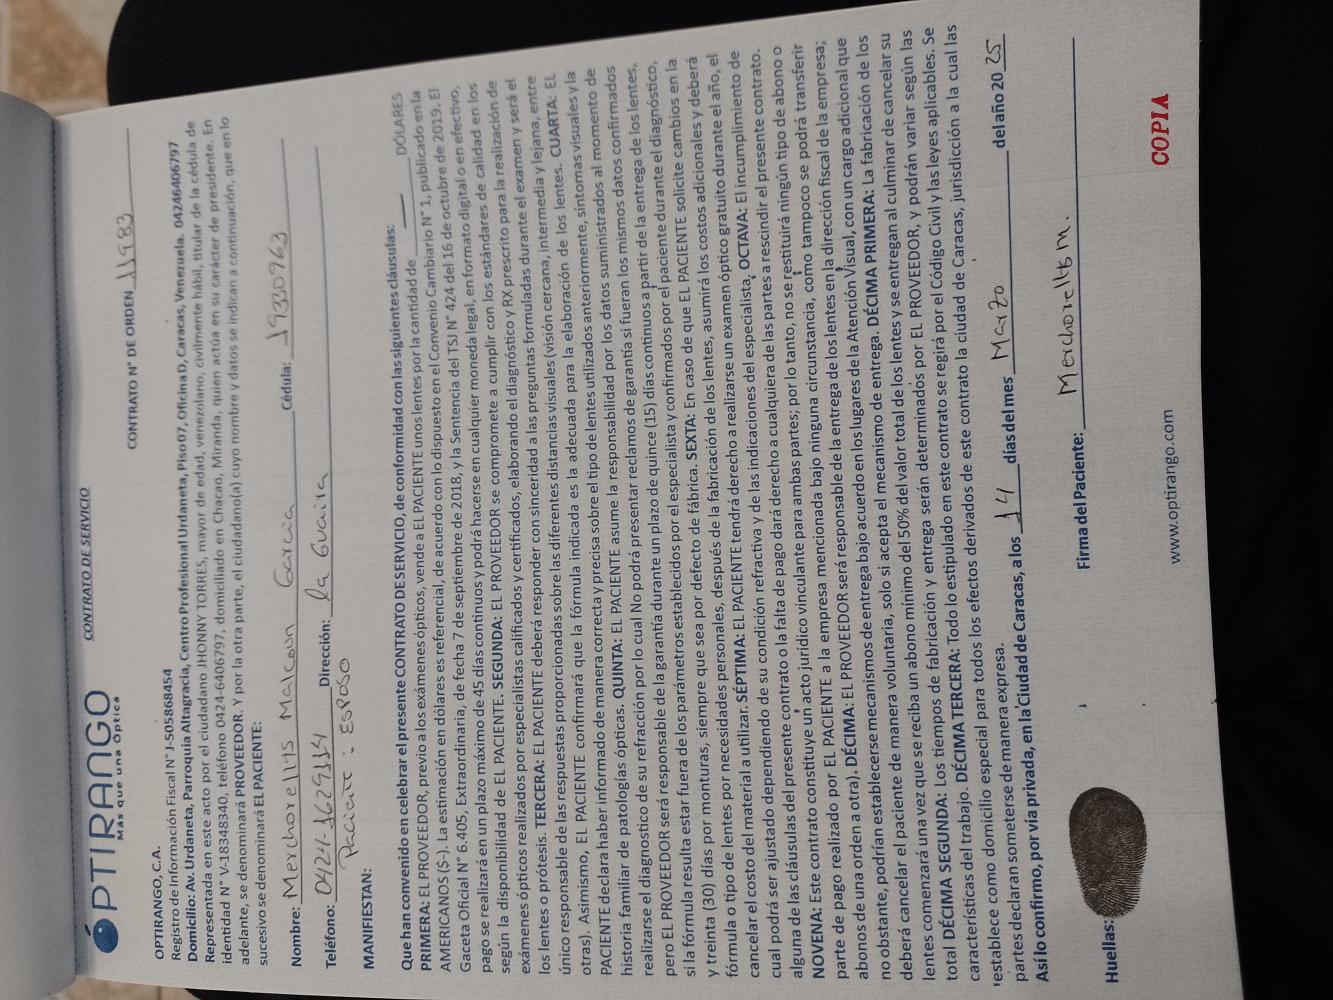 OPTIRANGO
Más que una Óptica
CONTRATO DE SERVICIO
CONTRATO N° DE ORDEN 11983
OPTIRANGO, C.A.
Registro de Información Fiscal N° J-505868454
Domicilio: Av. Urdaneta, Parroquia Altagracia, Centro Profesional Urdaneta, Piso 07, Oficina D, Caracas, Venezuela. 04246406797
Representada en este acto por el ciudadano JHONNY TORRES, mayor de edad, venezolano, civilmente hábil, titular de la cédula de
identidad N° V-18348340, teléfono 0424-6406797, domiciliado en Chacao, Miranda, quien actúa en su carácter de presidente. En
adelante, se denominará PROVEEDOR. Y por la otra parte, el ciudadano(a) cuyo nombre y datos se indican a continuación, que en lo
sucesivo se denominará EL PACIENTE:
Nombre: Merchorellys Malcoun Garcia Cédula: 19330963
Teléfono: 0424-1629114 Dirección: la Guaira
Paciente: Esposo
MANIFIESTAN:
Que han convenido en celebrar el presente CONTRATO DE SERVICIO, de conformidad con las siguientes cláusulas:
PRIMERA: EL PROVEEDOR, previo a los exámenes ópticos, vende a EL PACIENTE unos lentes por la cantidad de DÓLARES
AMERICANOS ($-). La estimación en dólares es referencial, de acuerdo con lo dispuesto en el Convenio Cambiario N° 1, publicado en la
Gaceta Oficial N° 6.405, Extraordinaria, de fecha 7 de septiembre de 2018, y la Sentencia del TSJ N° 424 del 16 de octubre de 2019. El
pago se realizará en un plazo máximo de 45 días continuos y podrá hacerse en cualquier moneda legal, en formato digital o en efectivo,
según la disponibilidad de EL PACIENTE. SEGUNDA: EL PROVEEDOR se compromete a cumplir con los estándares de calidad en los
exámenes ópticos realizados por especialistas calificados y certificados, elaborando el diagnóstico y RX prescrito para la realización de
los lentes o prótesis. TERCERA: EL PACIENTE deberá responder con sinceridad a las preguntas formuladas durante el examen y será el
único responsable de las respuestas proporcionadas sobre las diferentes distancias visuales (visión cercana, intermedia y lejana, entre
otras). Asimismo, EL PACIENTE confirmará que la fórmula indicada es la adecuada para la elaboración de los lentes. CUARTA: EL
PACIENTE declara haber informado de manera correcta y precisa sobre el tipo de lentes utilizados anteriormente, síntomas visuales y la
historia familiar de patologías ópticas. QUINTA: EL PACIENTE asume la responsabilidad por los datos suministrados al momento de
realizarse el diagnostico de su refracción por lo cual No podrá presentar reclamos de garantía si fueran los mismos datos confirmados
pero EL PROVEEDOR será responsable de la garantía durante un plazo de quince (15) días continuos a partir de la entrega de los lentes,
si la fórmula resulta estar fuera de los parámetros establecidos por el especialista y confirmados por el paciente durante el diagnóstico,
y treinta (30) días por monturas, siempre que sea por defecto de fábrica. SEXTA: En caso de que EL PACIENTE solicite cambios en la
fórmula o tipo de lentes por necesidades personales, después de la fabricación de los lentes, asumirá los costos adicionales y deberá
cancelar el costo del material a utilizar. SÉPTIMA: EL PACIENTE tendrá derecho a realizarse un examen óptico gratuito durante el año, el
cual podrá ser ajustado dependiendo de su condición refractiva y de las indicaciones del especialista. OCTAVA: El incumplimiento de
alguna de las cláusulas del presente contrato o la falta de pago dará derecho a cualquiera de las partes a rescindir el presente contrato.
NOVENA: Este contrato constituye un acto jurídico vinculante para ambas partes; por lo tanto, no se restituirá ningún tipo de abono o
parte de pago realizado por EL PACIENTE a la empresa mencionada bajo ninguna circunstancia, como tampoco se podrá transferir
abonos de una orden a otra). DÉCIMA: EL PROVEEDOR será responsable de la entrega de los lentes en la dirección fiscal de la empresa;
no obstante, podrían establecerse mecanismos de entrega bajo acuerdo en los lugares de la Atención Visual, con un cargo adicional que
deberá cancelar el paciente de manera voluntaria, solo si acepta el mecanismo de entrega. DÉCIMA PRIMERA: La fabricación de los
lentes comenzará una vez que se reciba un abono mínimo del 50% del valor total de los lentes y se entregan al culminar de cancelar su
total DÉCIMA SEGUNDA: Los tiempos de fabricación y entrega serán determinados por EL PROVEEDOR, y podrán variar según las
características del trabajo. DÉCIMA TERCERA: Todo lo estipulado en este contrato se regirá por el Código Civil y las leyes aplicables. Se
establece como domicilio especial para todos los efectos derivados de este contrato la ciudad de Caracas, jurisdicción a la cual las
partes declaran someterse de manera expresa.
Así lo confirmo, por vía privada, en la Ciudad de Caracas, a los 14 días del mes Marzo del año 2025
Huellas:
Firma del Paciente: Merchorellys M.
www.optirango.com
COPIA